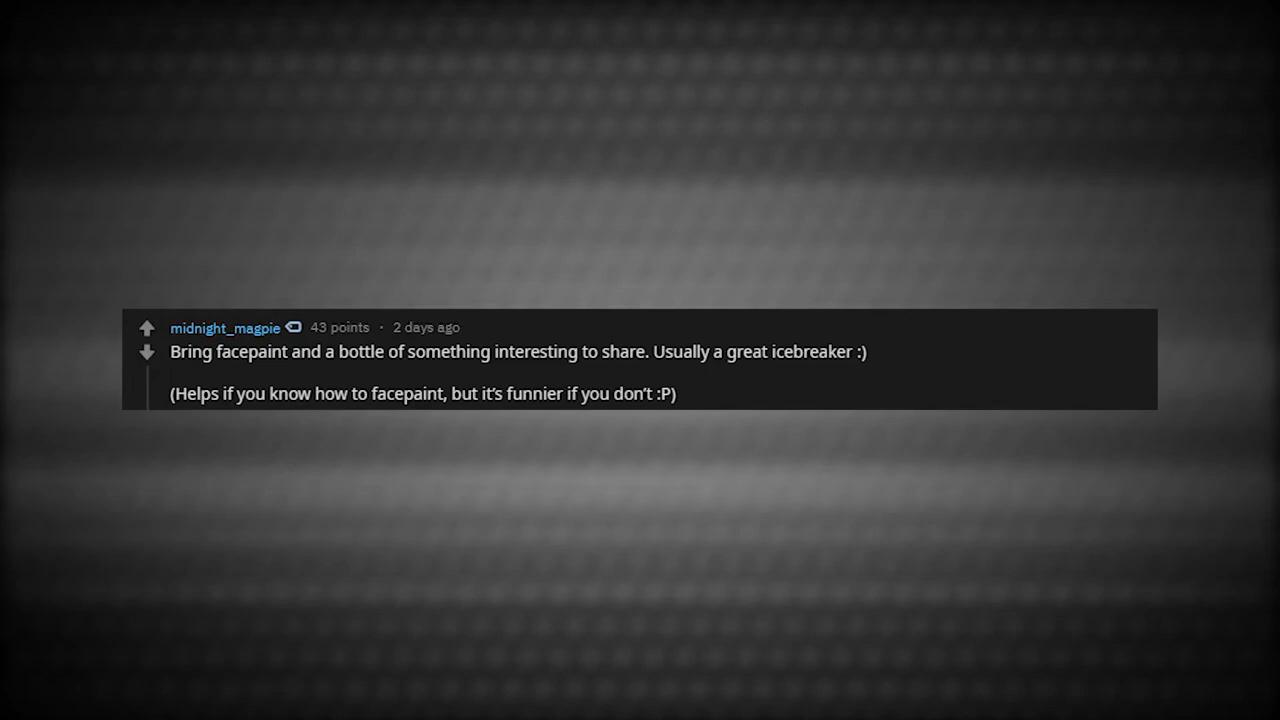 midnight_magpie 43 points · 2 days ago
Bring facepaint and a bottle of something interesting to share. Usually a great icebreaker :)
(Helps if you know how to facepaint, but it’s funnier if you don’t :P)